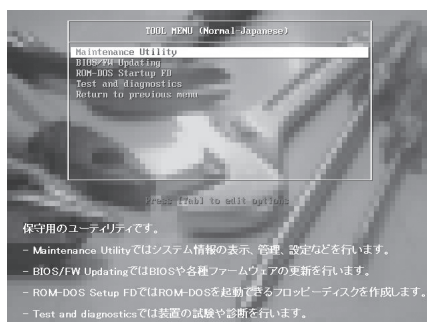 TOOL MENU (Normal-Japanese)
Maintenance Utility
BIOS/FW Updating
ROM-DOS Startup FD
Test and diagnostics
Return to previous menu
Press [Tab] to edit options
保守用のユーティリティです。
- Maintenance Utilityではシステム情報の表示、管理、設定などを行います。
- BIOS/FW UpdatingではBIOSや各種ファームウェアの更新を行います。
- ROM-DOS Setup FDではROM-DOSを起動できるフロッピーディスクを作成します。
- Test and diagnosticsでは装置の試験や診断を行います。